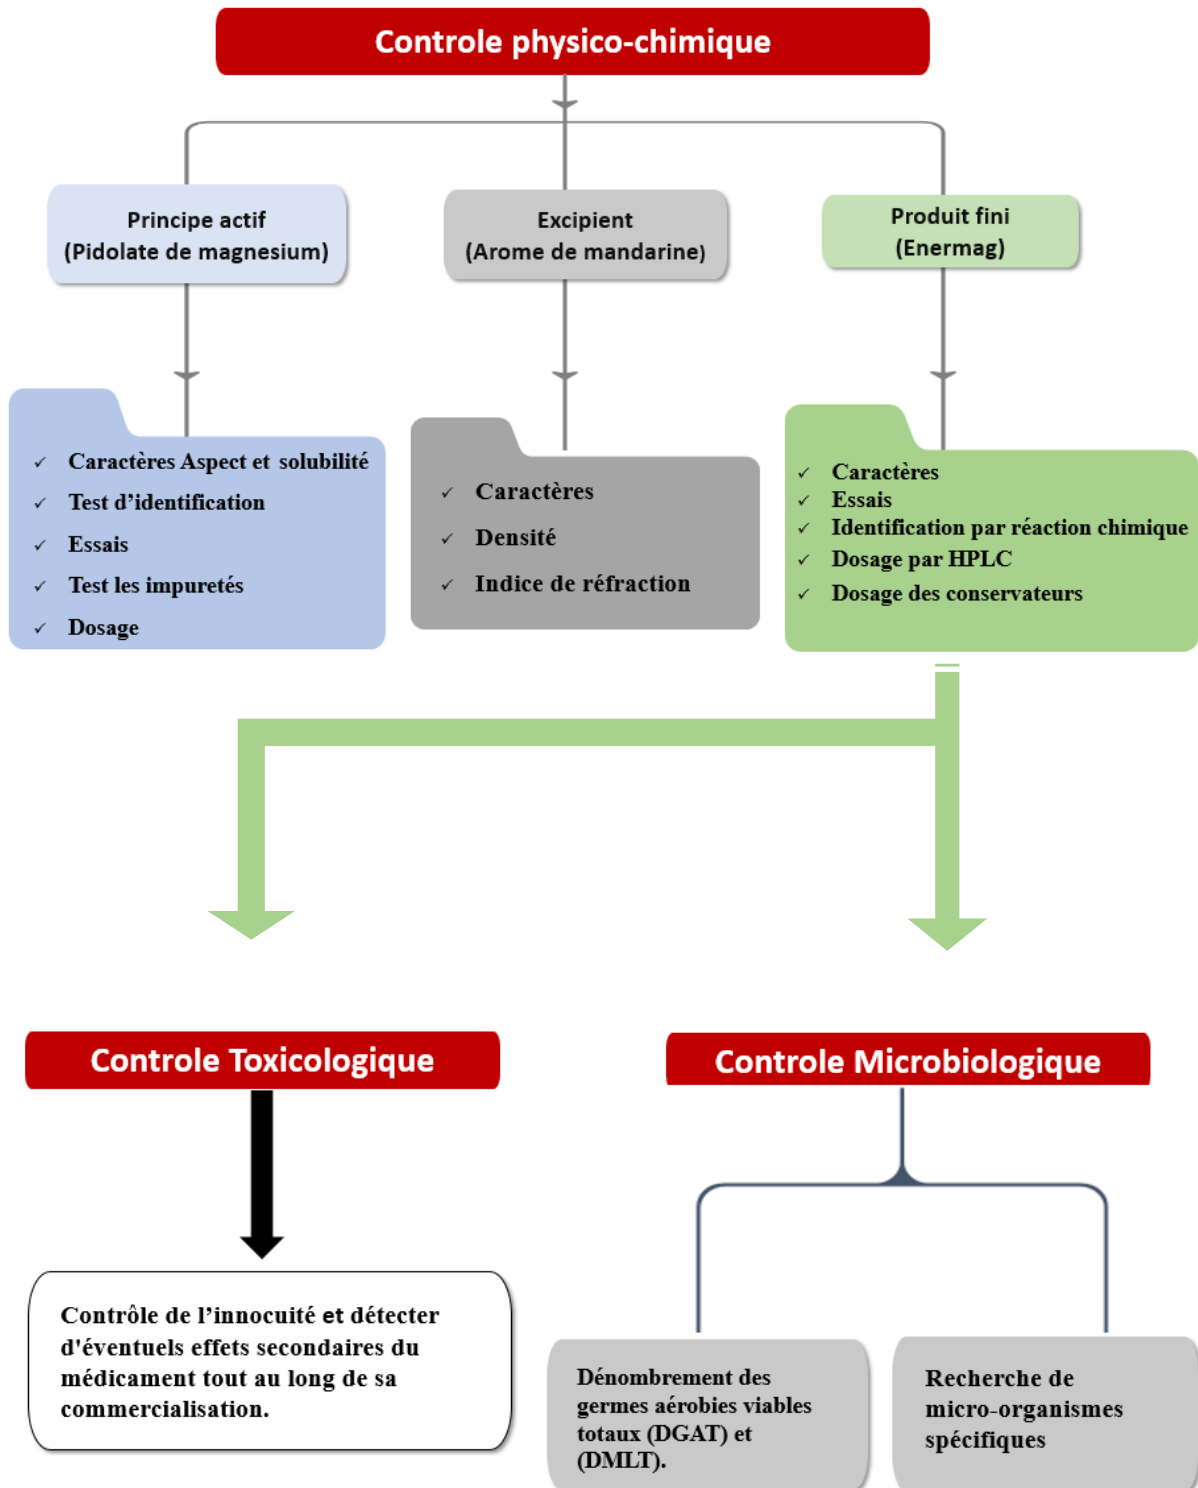 Controle physico-chimique
Principe actif
(Pidolate de magnesium)
Excipient
(Arome de mandarine)
Produit fini
(Enermag)
✓ Caractères Aspect et solubilité
✓ Test d’identification
✓ Essais
✓ Test les impuretés
✓ Dosage
✓ Caractères
✓ Densité
✓ Indice de réfraction
✓ Caractères
✓ Essais
✓ Identification par réaction chimique
✓ Dosage par HPLC
✓ Dosage des conservateurs
Controle Toxicologique
Contrôle de l’innocuité et détecter
d'éventuels effets secondaires du
médicament tout au long de sa
commercialisation.
Controle Microbiologique
Dénombrement des
germes aérobies viables
totaux (DGAT) et
(DMLT).
Recherche de
micro-organismes
spécifiques